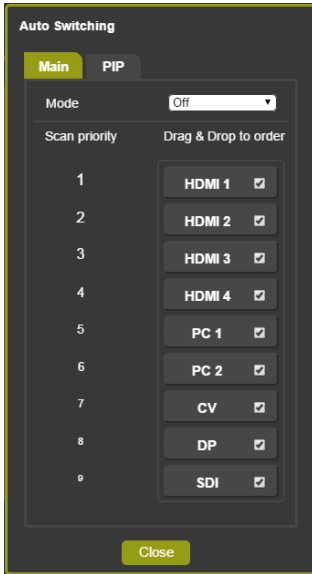 Auto Switching
Main PIP
Mode Off
Scan priority Drag & Drop to order
1 HDMI 1
2 HDMI 2
3 HDMI 3
4 HDMI 4
5 PC 1
6 PC 2
7 CV
8 DP
9 SDI
Close